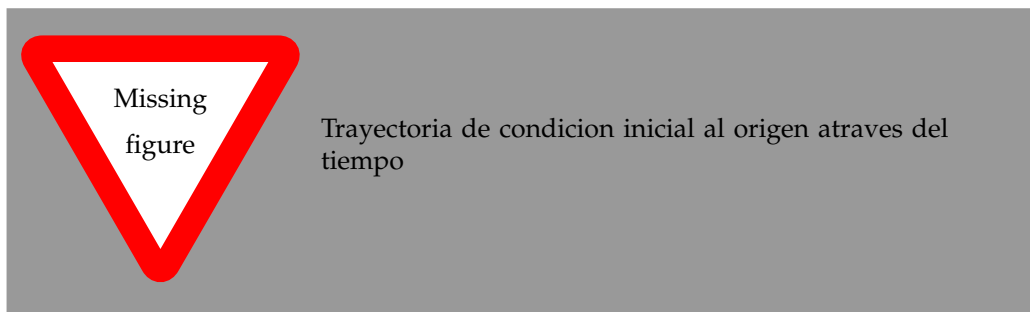 Missing
figure
Trayectoria de condicion inicial al origen atraves del
tiempo